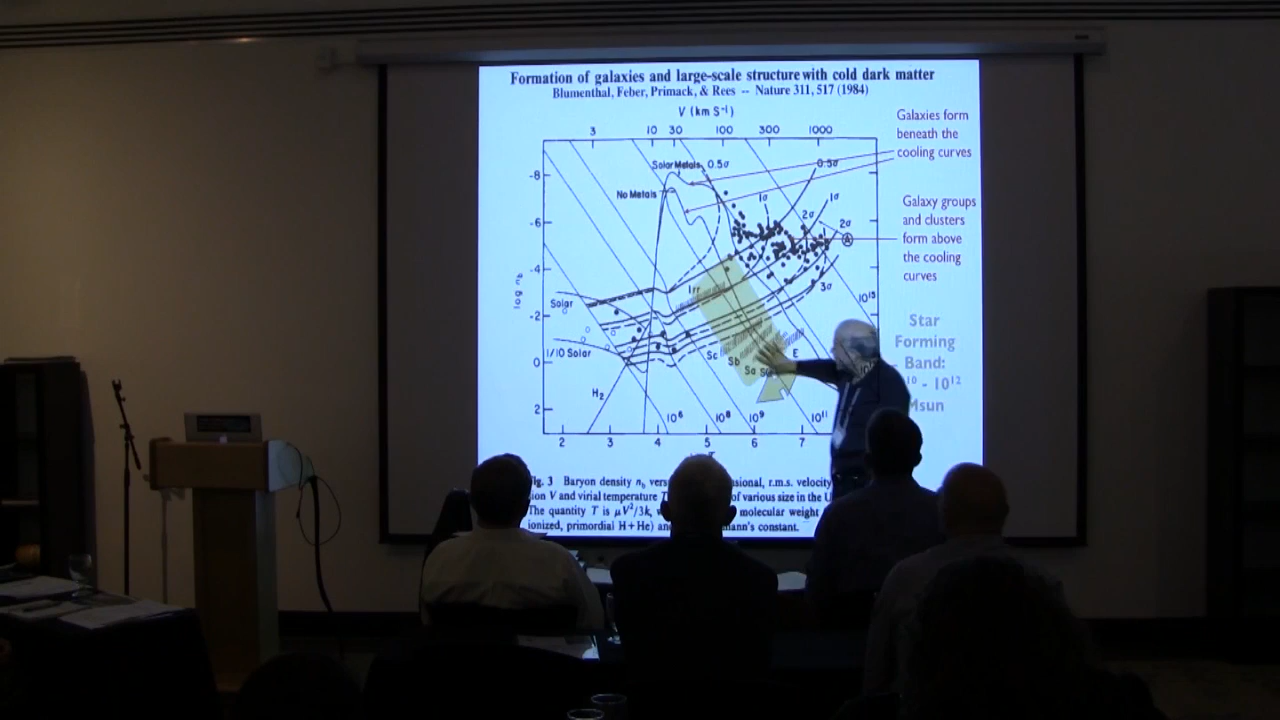 Formation of galaxies and large-scale structure with cold dark matter
Blumenthal, Feber, Primack, & Rees -- Nature 311, 517 (1984)
V (km S⁻¹)
3 10 30 100 300 1000
Galaxies form
beneath the
cooling curves
Solar Metals 0.5σ 0.5σ
No Metals 1σ 1σ
2σ 2σ
3σ
A
Galaxy groups
and clusters
form above
the cooling
curves
log n_b
-8
-6
-4
-2
0
2
Solar
1/10 Solar
H₂
Irr
Sc
Sb
Sa
E
10¹⁵
10⁶ 10⁸ 10⁹ 10¹¹
2 3 4 5 6 7
Star
Forming
Band:
10 - 10¹²
Msun
Fig. 3 Baryon density n_b
sional, r.m.s. velocity
ion V and virial temperature T of various size in the
The quantity T is μV²/3k, molecular weight
ionized, primordial H+He) constant.